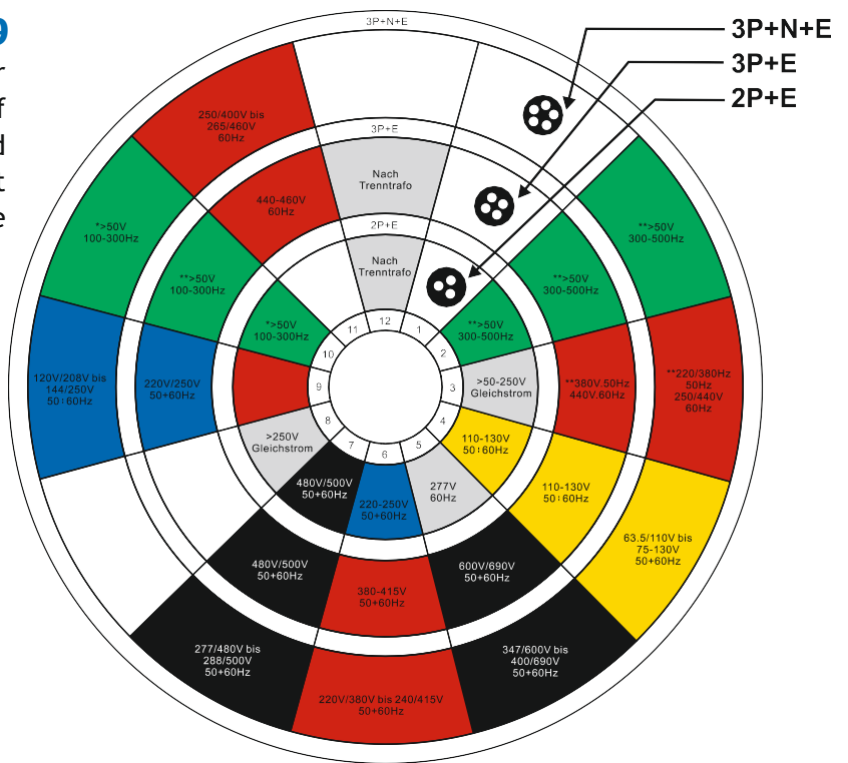 9
r
f
d
t
e
3P+N+E
3P+E
2P+E
3P+N+E
250/400V bis
265/460V
60Hz
*>50V
100-300Hz
**>50V
300-500Hz
120V/208V bis
144/250V
50÷60Hz
**220/380Hz
50Hz
250/440V
60Hz
63.5/110V bis
75-130V
50+60Hz
347/600V bis
400/690V
50+60Hz
220V/380V bis 240/415V
50+60Hz
277/480V bis
288/500V
50+60Hz
3P+E
Nach
Trenntrafo
440-460V
60Hz
**>50V
100-300Hz
**>50V
300-500Hz
220V/250V
50+60Hz
**380V.50Hz
440V.60Hz
110-130V
50÷60Hz
600V/690V
50+60Hz
380-415V
50+60Hz
480V/500V
50+60Hz
2P+E
Nach
Trenntrafo
*>50V
100-300Hz
**>50V
300-500Hz
>50-250V
Gleichstrom
110-130V
50÷60Hz
277V
60Hz
220-250V
50+60Hz
480V/500V
50+60Hz
>250V
Gleichstrom
12
1
2
3
4
5
6
7
8
9
10
11